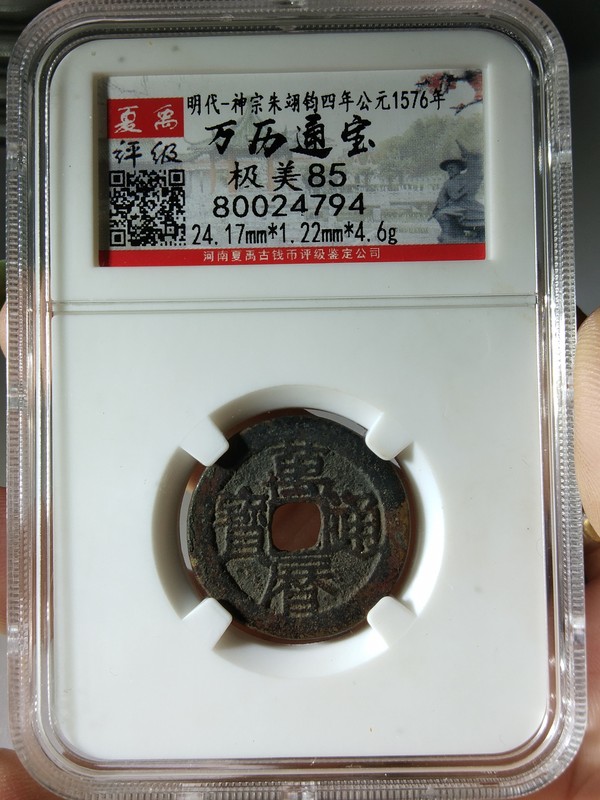 明代-神宗朱翊钧四年公元1576年
夏禹
评级
万历通宝
极美85
80024794
24.17mm*1.22mm*4.6g
河南夏禹古钱币评级鉴定公司
萬曆通寶